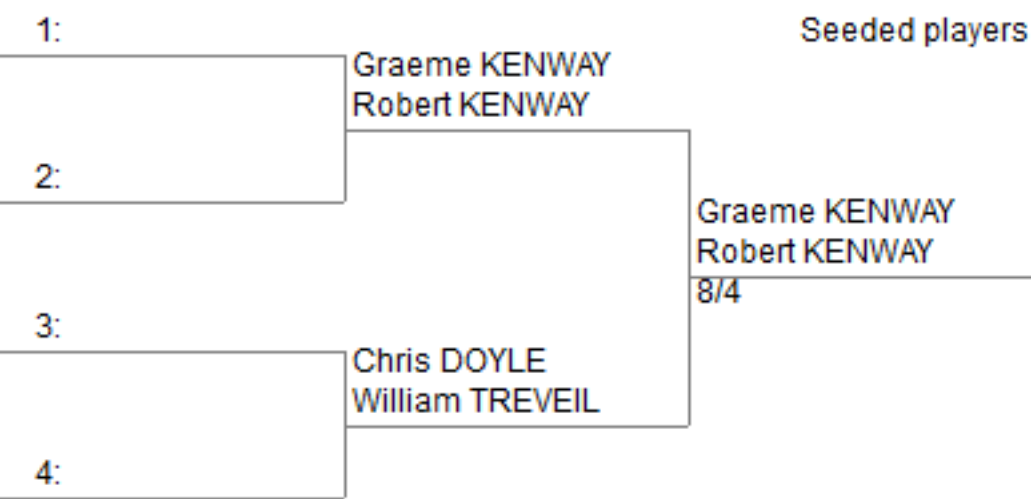 1:
Seeded players
Graeme KENWAY
Robert KENWAY
2:
Graeme KENWAY
Robert KENWAY
8/4
3:
Chris DOYLE
William TREVEIL
4: